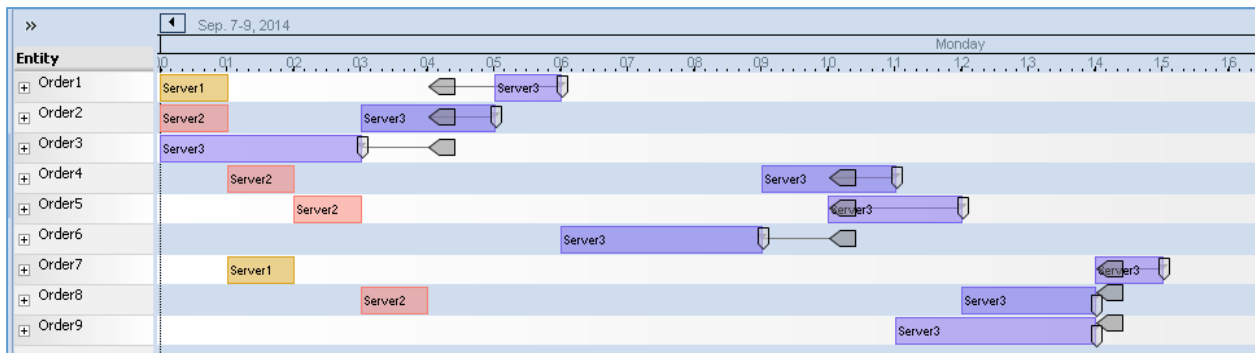 »
Sep. 7-9, 2014
Monday
Entity
00 01 02 03 04 05 06 07 08 09 10 11 12 13 14 15 16
Order1 Server1 Server3
Order2 Server2 Server3
Order3 Server3
Order4 Server2 Server3
Order5 Server2 Server3
Order6 Server3
Order7 Server1 Server3
Order8 Server2 Server3
Order9 Server3